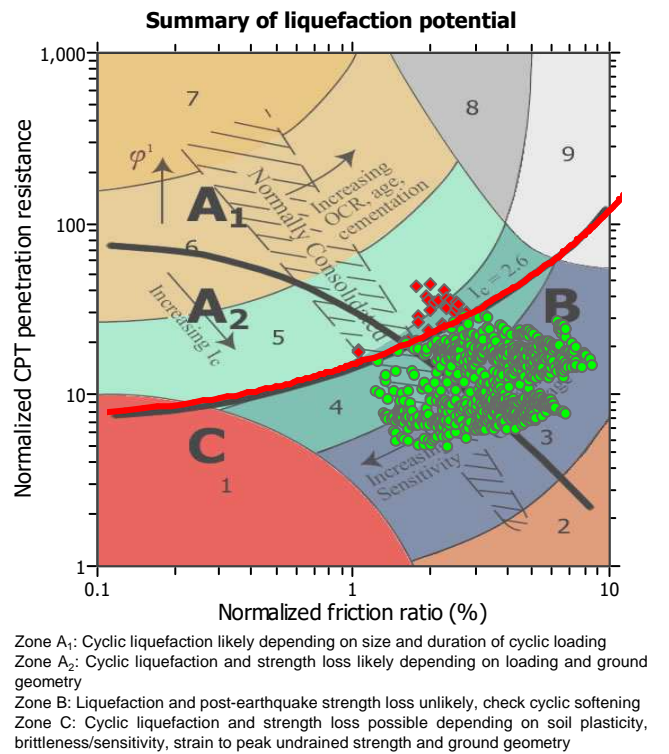 Summary of liquefaction potential
Normalized CPT penetration resistance
1,000
100
10
1
0.1
1
10
Normalized friction ratio (%)
7
8
9
φ¹
A₁
Increasing
OCR, age,
cementation
Normally Consolidated
6
A₂
Increasing Ic
5
Ic = 2.6
B
4
C
1
3
Increasing
Sensitivity
2
Zone A₁: Cyclic liquefaction likely depending on size and duration of cyclic loading
Zone A₂: Cyclic liquefaction and strength loss likely depending on loading and ground
geometry
Zone B: Liquefaction and post-earthquake strength loss unlikely, check cyclic softening
Zone C: Cyclic liquefaction and strength loss possible depending on soil plasticity,
brittleness/sensitivity, strain to peak undrained strength and ground geometry